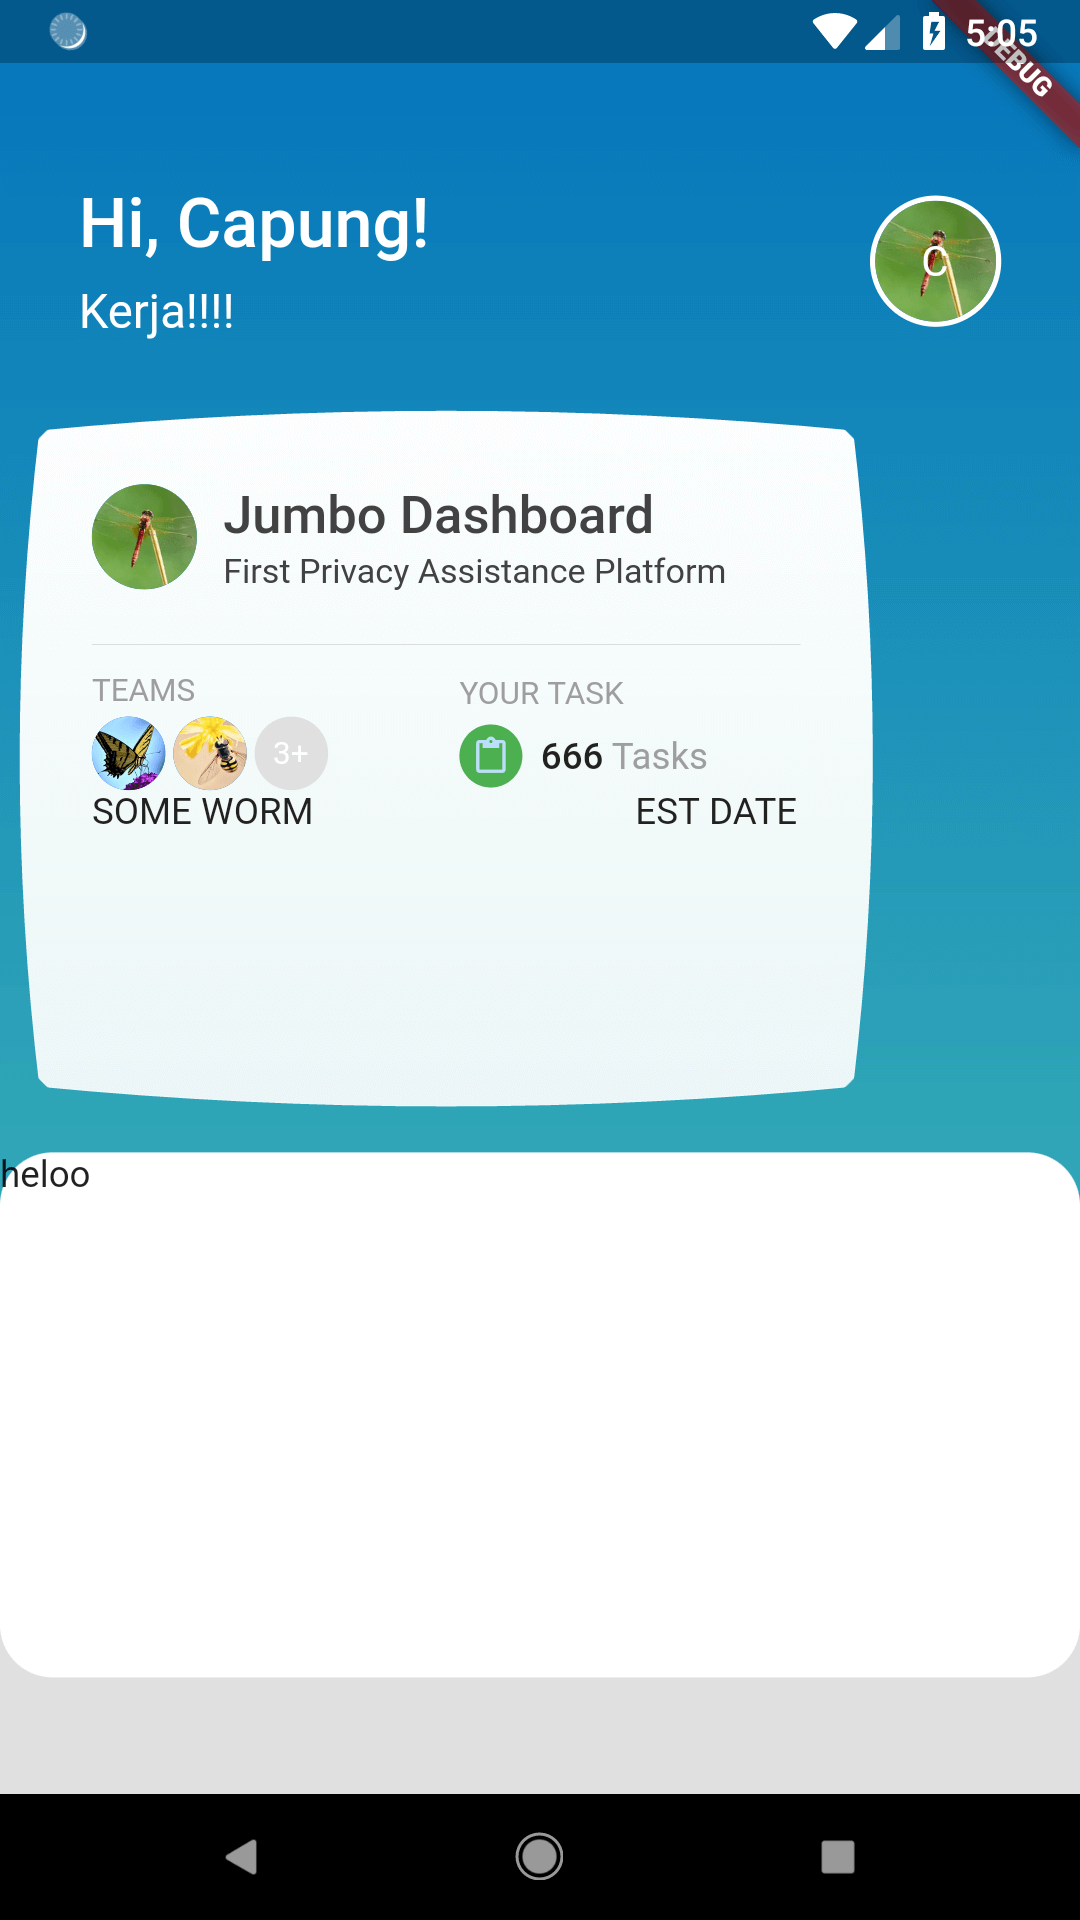 5:05
DEBUG
Hi, Capung!
C
Kerja!!!!
Jumbo Dashboard
First Privacy Assistance Platform
TEAMS
YOUR TASK
3+
666 Tasks
SOME WORM
EST DATE
heloo